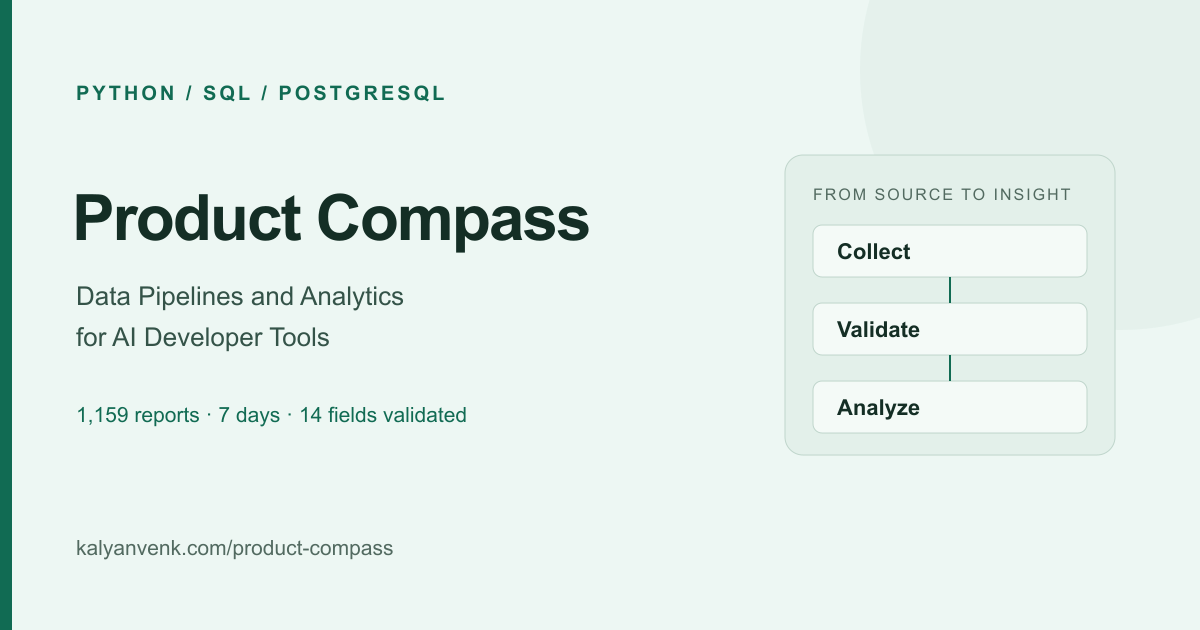 PYTHON / SQL / POSTGRESQL
Product Compass
Data Pipelines and Analytics
for AI Developer Tools
1,159 reports · 7 days · 14 fields validated
kalyanvenk.com/product-compass
FROM SOURCE TO INSIGHT
Collect
Validate
Analyze